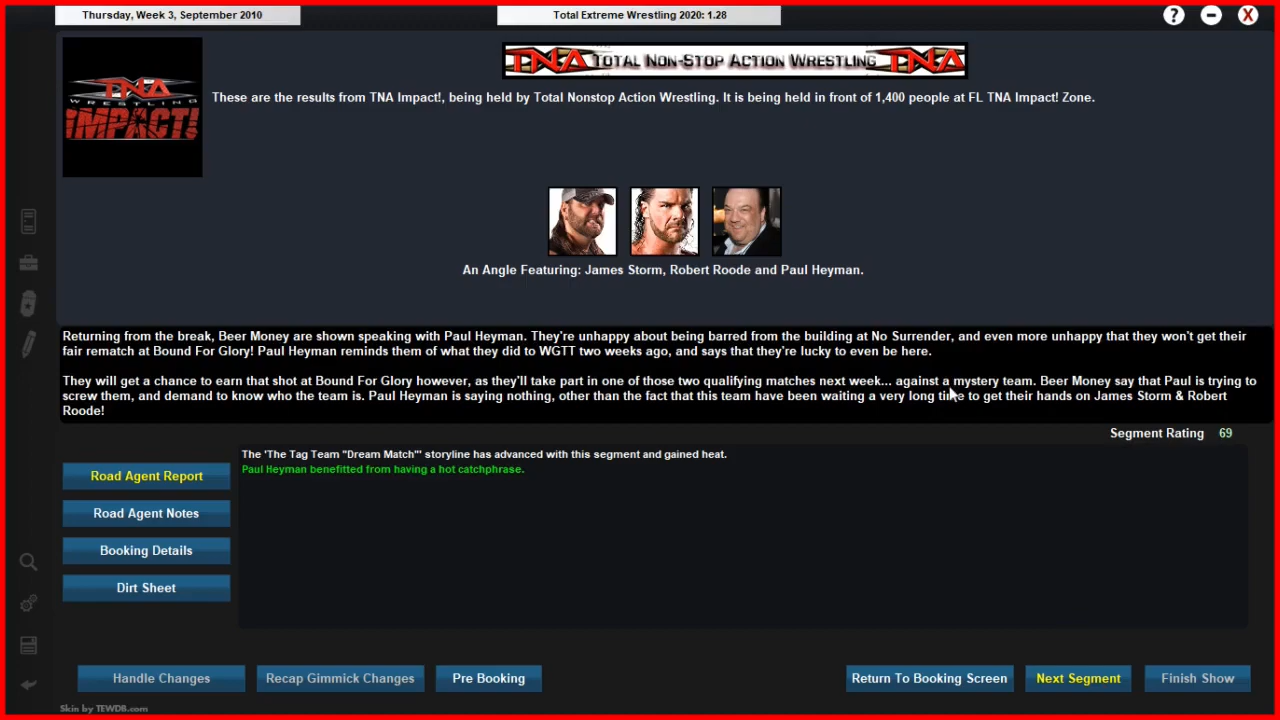 Thursday, Week 3, September 2010
Total Extreme Wrestling 2020: 1.28
?
X
TNA
WRESTLING
iMPACT!
TNA TOTAL NON-STOP ACTION WRESTLING TNA
These are the results from TNA Impact!, being held by Total Nonstop Action Wrestling. It is being held in front of 1,400 people at FL TNA Impact! Zone.
An Angle Featuring: James Storm, Robert Roode and Paul Heyman.
Returning from the break, Beer Money are shown speaking with Paul Heyman. They're unhappy about being barred from the building at No Surrender, and even more unhappy that they won't get their
fair rematch at Bound For Glory! Paul Heyman reminds them of what they did to WGTT two weeks ago, and says that they're lucky to even be here.
They will get a chance to earn that shot at Bound For Glory however, as they'll take part in one of those two qualifying matches next week... against a mystery team. Beer Money say that Paul is trying to
screw them, and demand to know who the team is. Paul Heyman is saying nothing, other than the fact that this team have been waiting a very long time to get their hands on James Storm & Robert
Roode!
Segment Rating 69
The 'The Tag Team "Dream Match"' storyline has advanced with this segment and gained heat.
Paul Heyman benefitted from having a hot catchphrase.
Road Agent Report
Road Agent Notes
Booking Details
Dirt Sheet
Handle Changes
Recap Gimmick Changes
Pre Booking
Return To Booking Screen
Next Segment
Finish Show
Skin by TEWDB.com